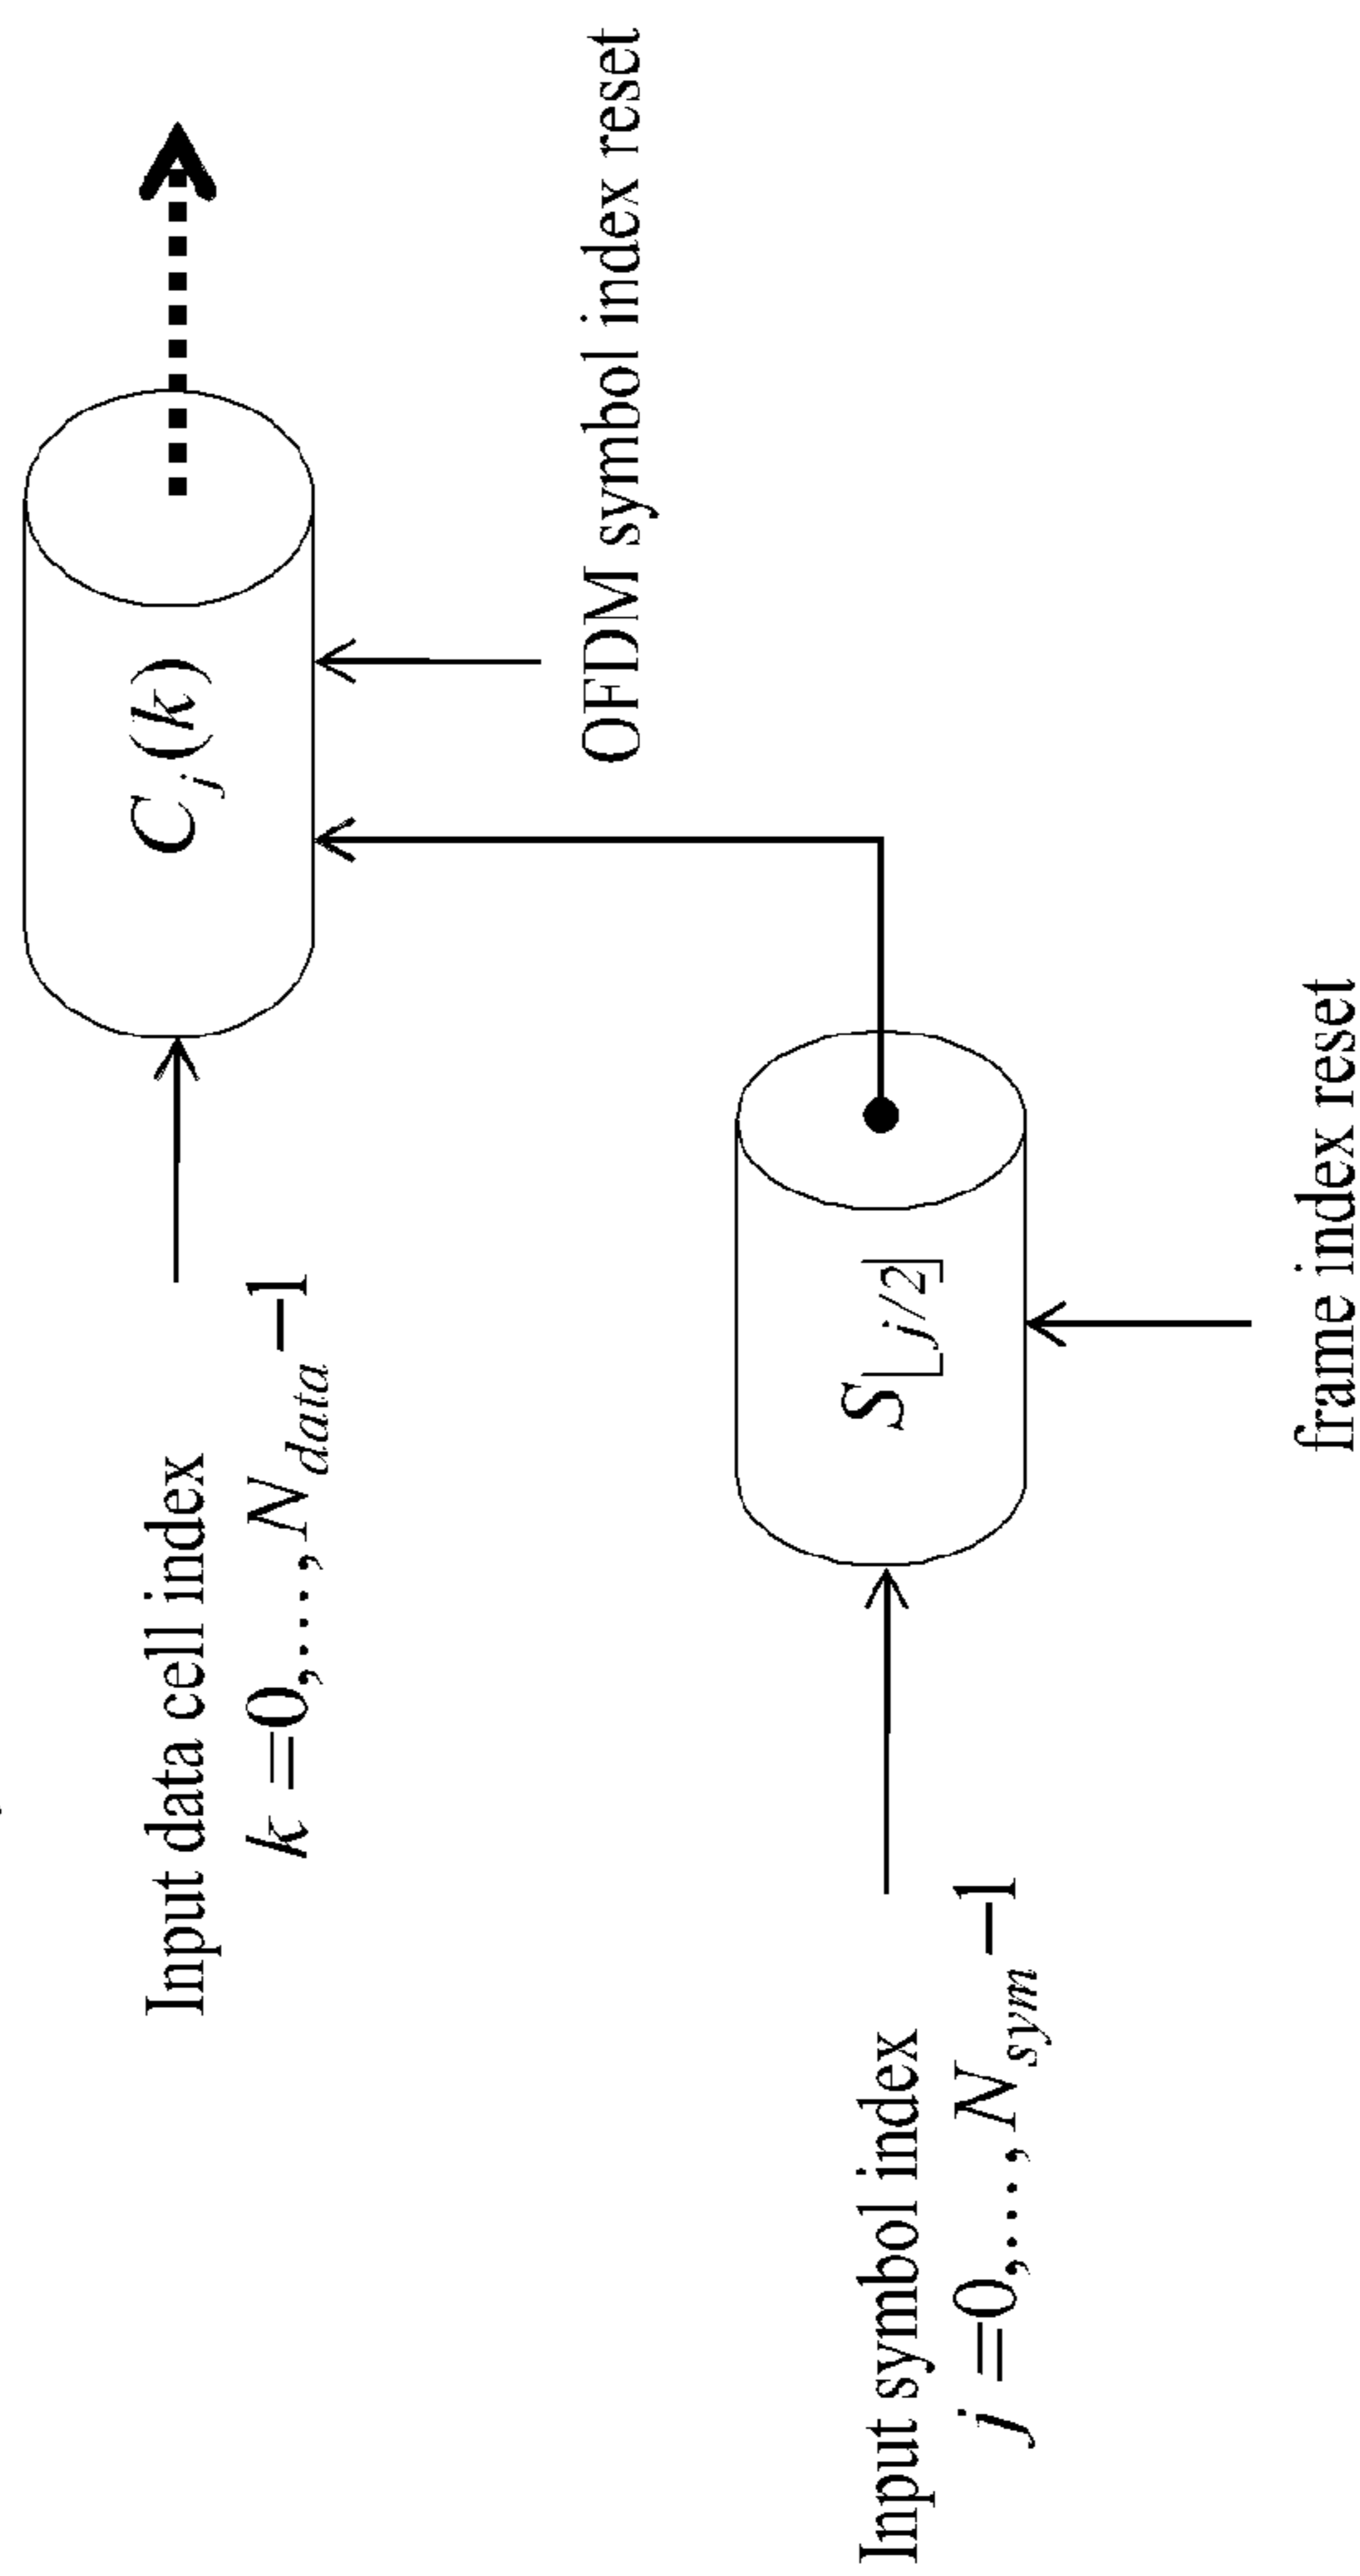 Input data cell index
k = 0,..., N_data −1
C_j(k)
OFDM symbol index reset
Input symbol index
j = 0,..., N_sym −1
S_⌊j/2⌋
frame index reset